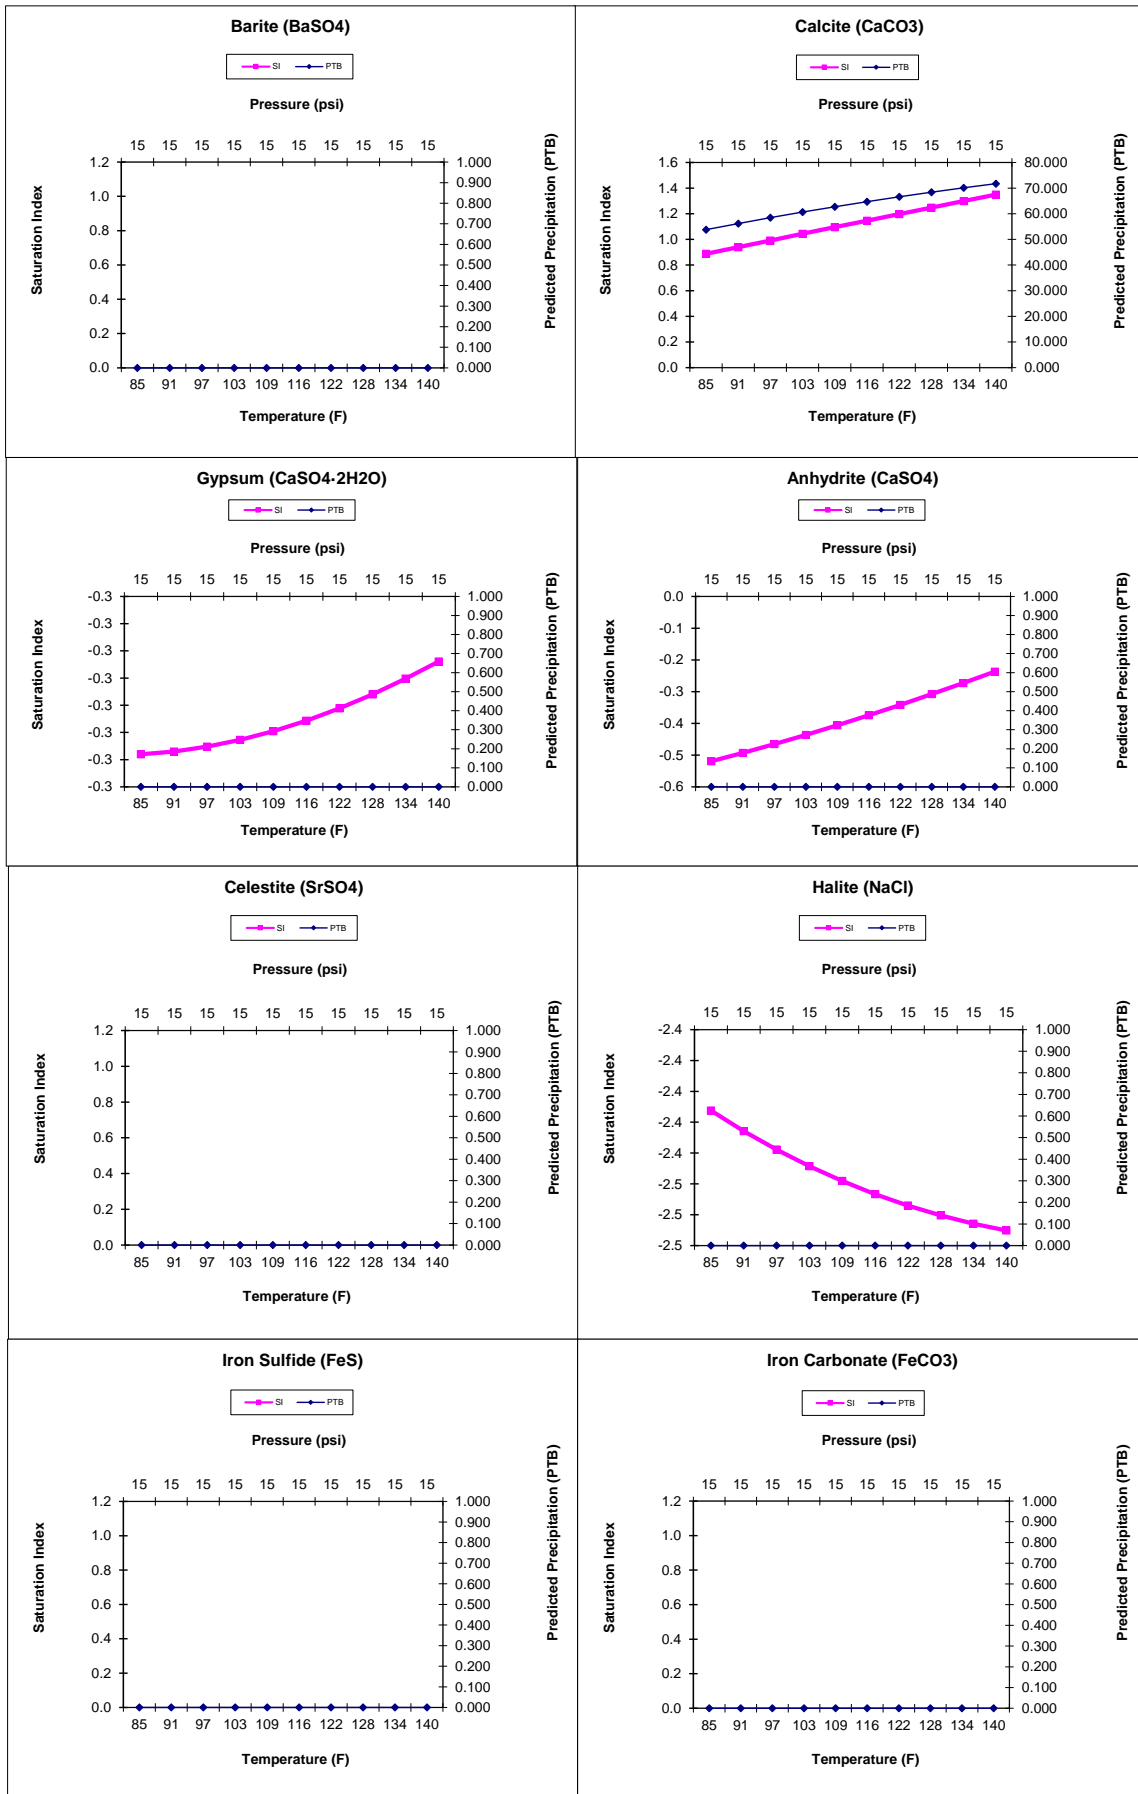 Barite (BaSO4)
SI PTB
Pressure (psi)
15 15 15 15 15 15 15 15 15 15
1.2
1.0
0.8
0.6
0.4
0.2
0.0
1.000
0.900
0.800
0.700
0.600
0.500
0.400
0.300
0.200
0.100
0.000
Saturation Index
Predicted Precipitation (PTB)
85 91 97 103 109 116 122 128 134 140
Temperature (F)
Calcite (CaCO3)
SI PTB
Pressure (psi)
15 15 15 15 15 15 15 15 15 15
1.6
1.4
1.2
1.0
0.8
0.6
0.4
0.2
0.0
80.000
70.000
60.000
50.000
40.000
30.000
20.000
10.000
0.000
Saturation Index
Predicted Precipitation (PTB)
85 91 97 103 109 116 122 128 134 140
Temperature (F)
Gypsum (CaSO4·2H2O)
SI PTB
Pressure (psi)
15 15 15 15 15 15 15 15 15 15
-0.3
-0.3
-0.3
-0.3
-0.3
-0.3
-0.3
-0.3
1.000
0.900
0.800
0.700
0.600
0.500
0.400
0.300
0.200
0.100
0.000
Saturation Index
Predicted Precipitation (PTB)
85 91 97 103 109 116 122 128 134 140
Temperature (F)
Anhydrite (CaSO4)
SI PTB
Pressure (psi)
15 15 15 15 15 15 15 15 15 15
0.0
-0.1
-0.2
-0.3
-0.4
-0.5
-0.6
1.000
0.900
0.800
0.700
0.600
0.500
0.400
0.300
0.200
0.100
0.000
Saturation Index
Predicted Precipitation (PTB)
85 91 97 103 109 116 122 128 134 140
Temperature (F)
Celestite (SrSO4)
SI PTB
Pressure (psi)
15 15 15 15 15 15 15 15 15 15
1.2
1.0
0.8
0.6
0.4
0.2
0.0
1.000
0.900
0.800
0.700
0.600
0.500
0.400
0.300
0.200
0.100
0.000
Saturation Index
Predicted Precipitation (PTB)
85 91 97 103 109 116 122 128 134 140
Temperature (F)
Halite (NaCl)
SI PTB
Pressure (psi)
15 15 15 15 15 15 15 15 15 15
-2.4
-2.4
-2.4
-2.4
-2.4
-2.5
-2.5
-2.5
1.000
0.900
0.800
0.700
0.600
0.500
0.400
0.300
0.200
0.100
0.000
Saturation Index
Predicted Precipitation (PTB)
85 91 97 103 109 116 122 128 134 140
Temperature (F)
Iron Sulfide (FeS)
SI PTB
Pressure (psi)
15 15 15 15 15 15 15 15 15 15
1.2
1.0
0.8
0.6
0.4
0.2
0.0
1.000
0.900
0.800
0.700
0.600
0.500
0.400
0.300
0.200
0.100
0.000
Saturation Index
Predicted Precipitation (PTB)
85 91 97 103 109 116 122 128 134 140
Temperature (F)
Iron Carbonate (FeCO3)
SI PTB
Pressure (psi)
15 15 15 15 15 15 15 15 15 15
1.2
1.0
0.8
0.6
0.4
0.2
0.0
1.000
0.900
0.800
0.700
0.600
0.500
0.400
0.300
0.200
0.100
0.000
Saturation Index
Predicted Precipitation (PTB)
85 91 97 103 109 116 122 128 134 140
Temperature (F)